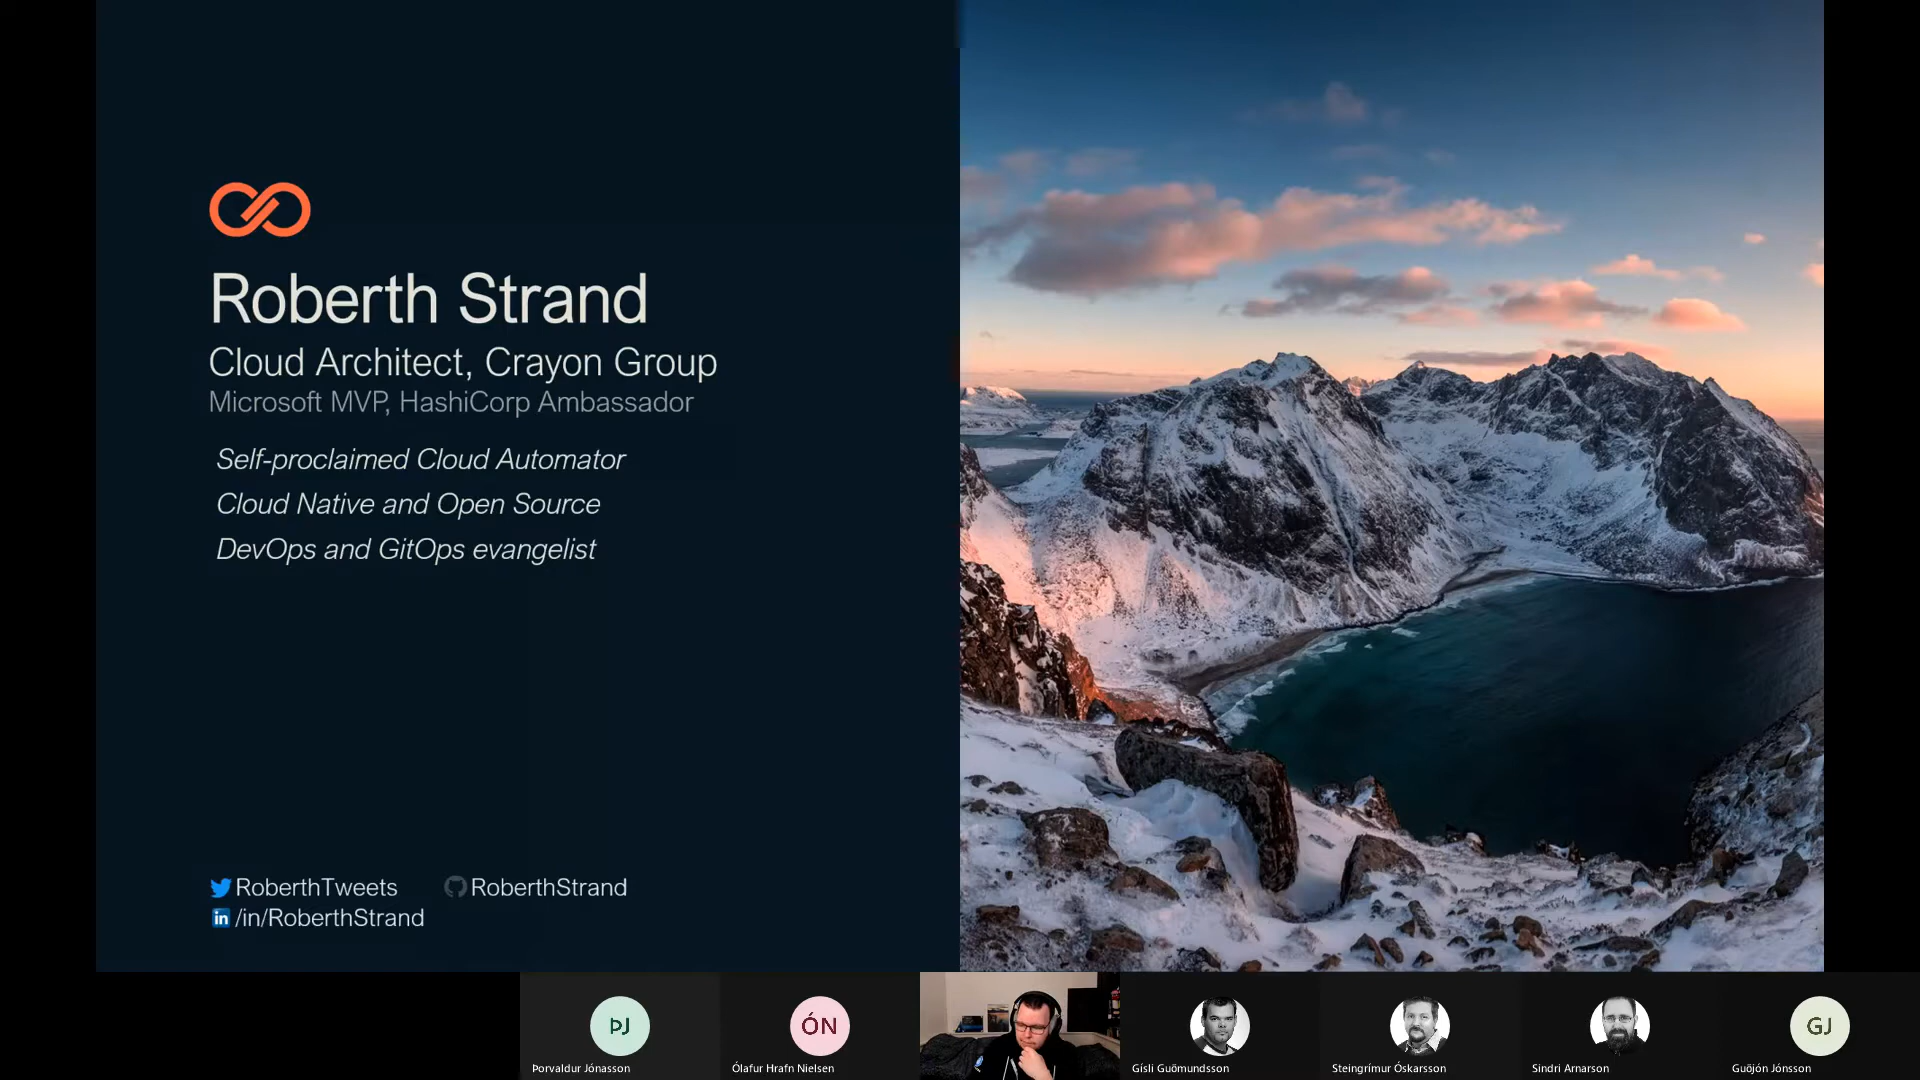 Roberth Strand
Cloud Architect, Crayon Group
Microsoft MVP, HashiCorp Ambassador
Self-proclaimed Cloud Automator
Cloud Native and Open Source
DevOps and GitOps evangelist
RoberthTweets RoberthStrand
in /in/RoberthStrand
ÞJ ÓN GJ
Þorvaldur Jónasson Ólafur Hrafn Nielsen Gísli Guðmundsson Steingrímur Óskarsson Sindri Arnarson Guðjón Jónsson